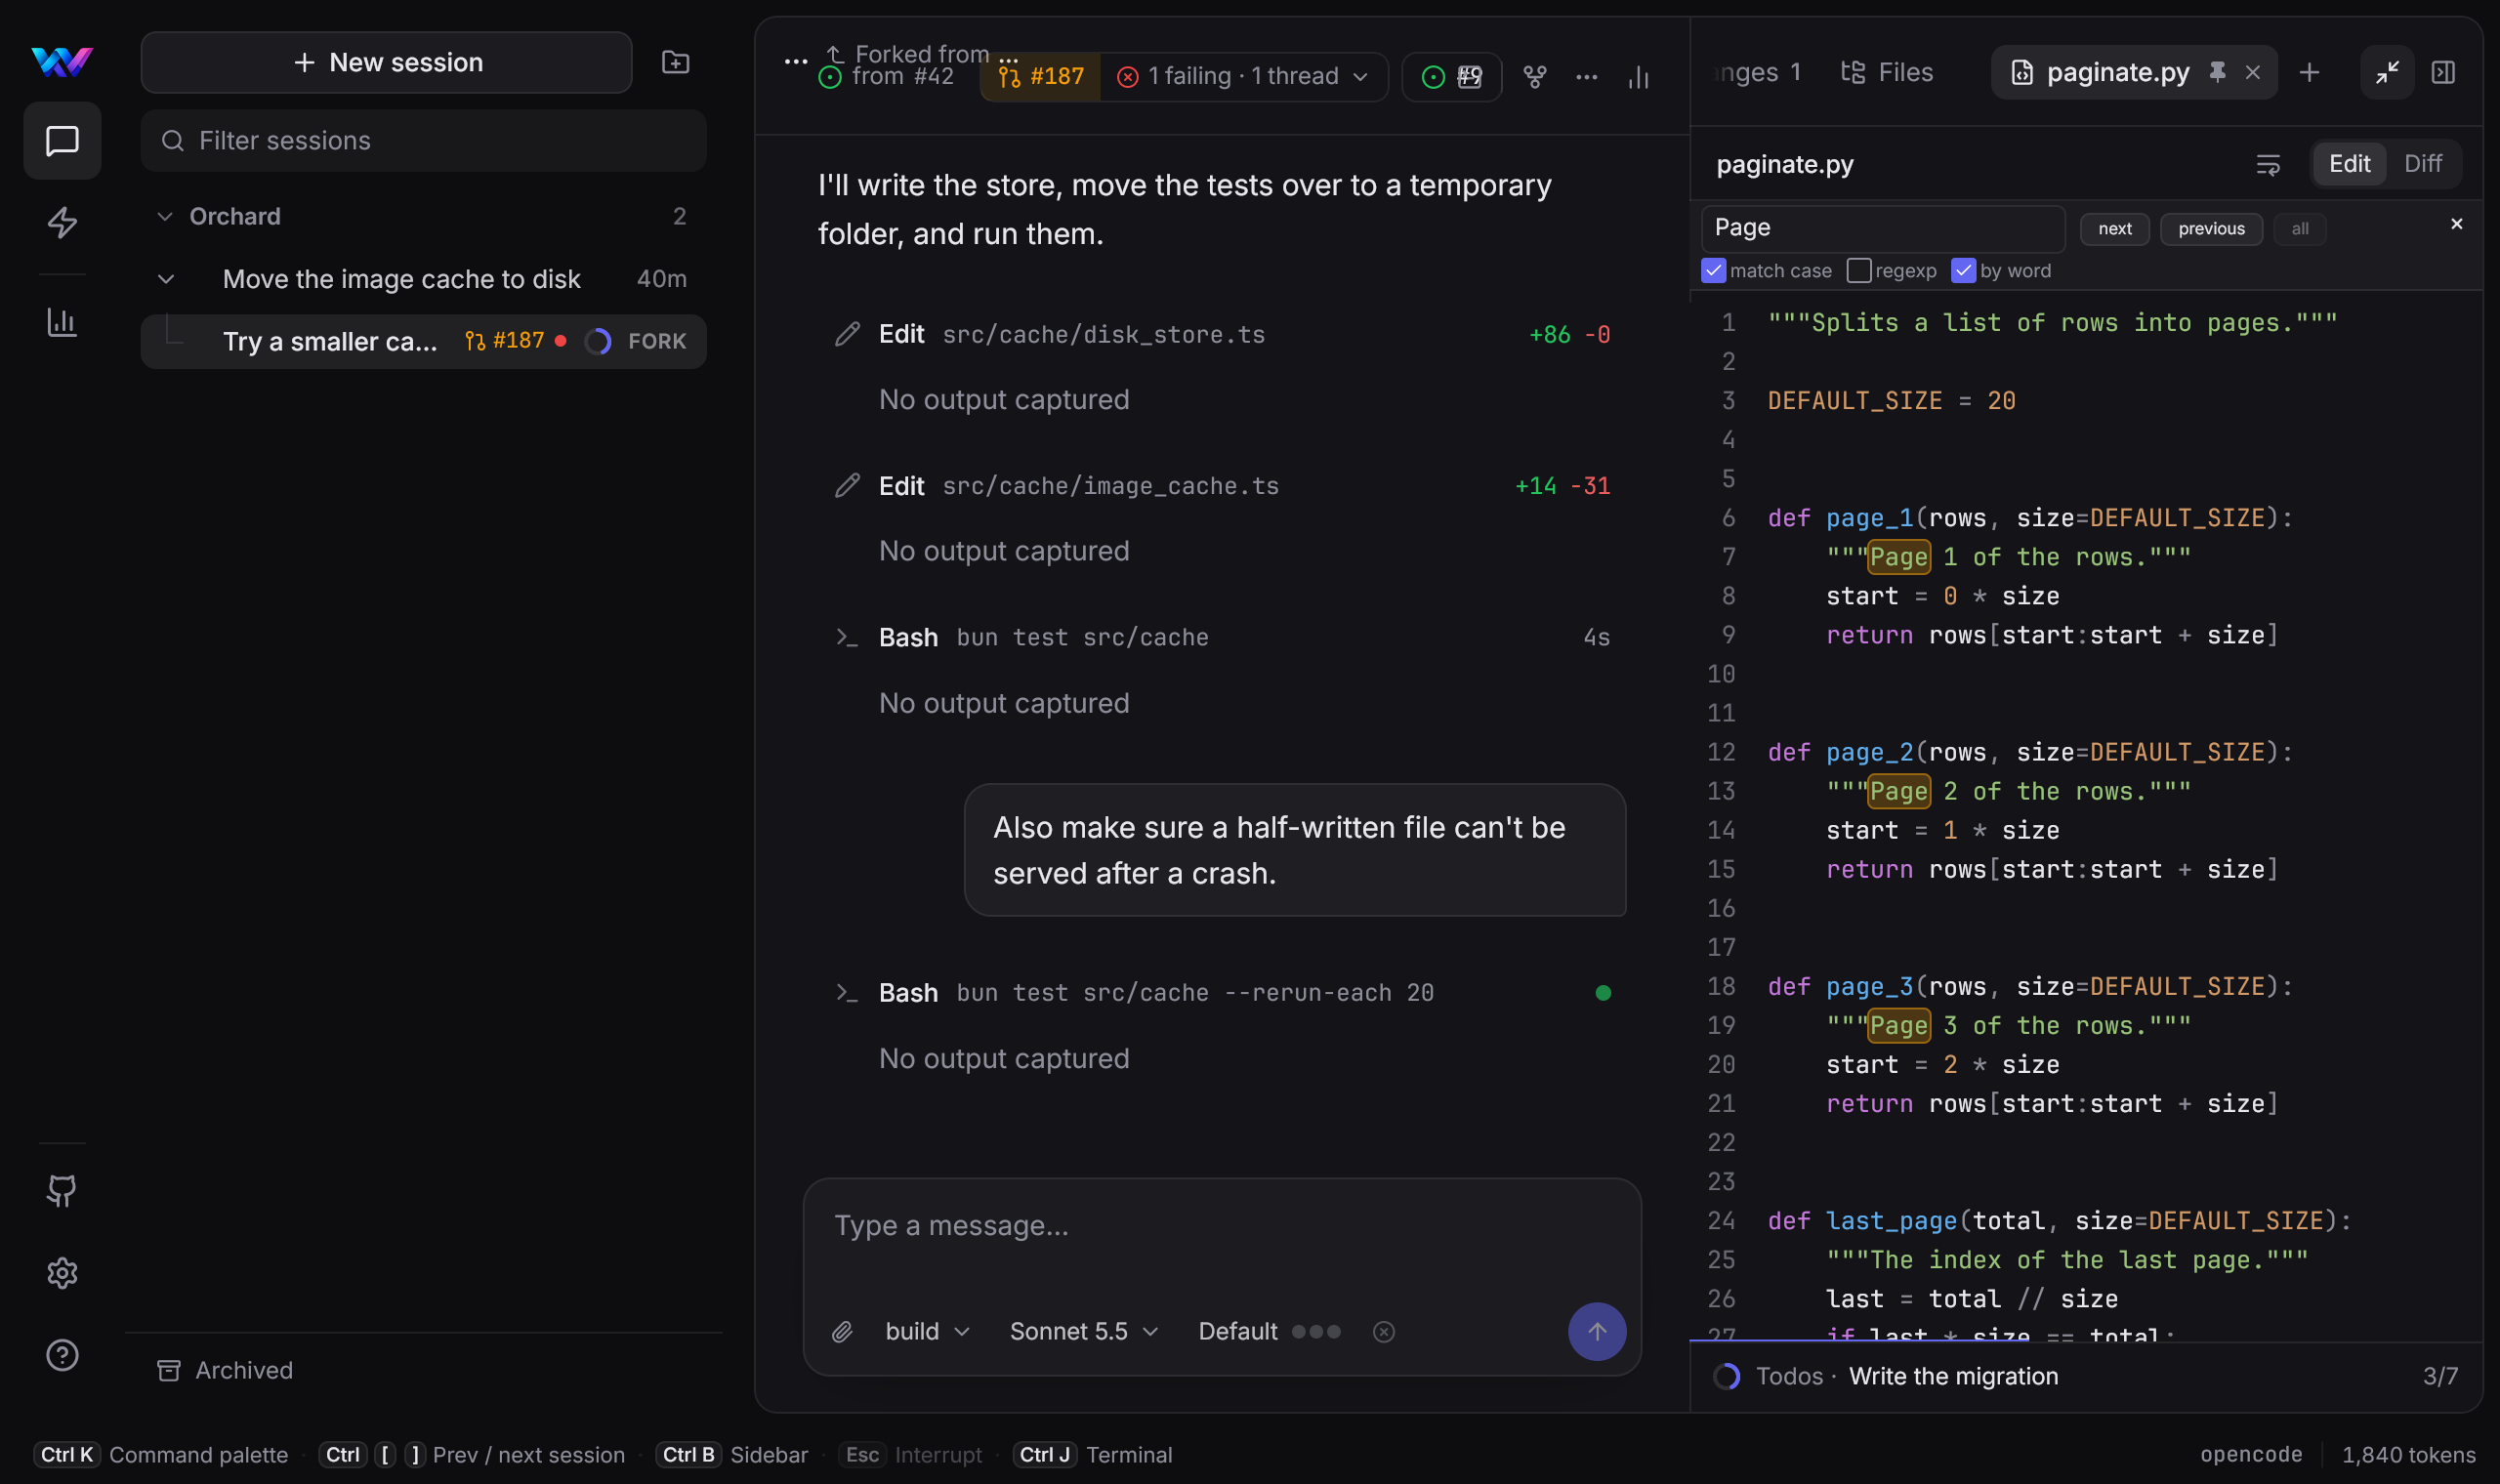 New session
Filter sessions
Orchard 2
Move the image cache to disk 40m
Try a smaller ca... #187 FORK
Archived
Forked from ...
from #42 #187 1 failing · 1 thread #9
I'll write the store, move the tests over to a temporary
folder, and run them.
Edit src/cache/disk_store.ts +86 -0
No output captured
Edit src/cache/image_cache.ts +14 -31
No output captured
Bash bun test src/cache 4s
No output captured
Also make sure a half-written file can't be
served after a crash.
Bash bun test src/cache --rerun-each 20
No output captured
Type a message...
build Sonnet 5.5 Default
anges 1 Files paginate.py
paginate.py Edit Diff
Page next previous all
match case regexp by word
1 """Splits a list of rows into pages."""
2
3 DEFAULT_SIZE = 20
4
5
6 def page_1(rows, size=DEFAULT_SIZE):
7 """Page 1 of the rows."""
8 start = 0 * size
9 return rows[start:start + size]
10
11
12 def page_2(rows, size=DEFAULT_SIZE):
13 """Page 2 of the rows."""
14 start = 1 * size
15 return rows[start:start + size]
16
17
18 def page_3(rows, size=DEFAULT_SIZE):
19 """Page 3 of the rows."""
20 start = 2 * size
21 return rows[start:start + size]
22
23
24 def last_page(total, size=DEFAULT_SIZE):
25 """The index of the last page."""
26 last = total // size
27 if last * size == total:
Todos · Write the migration 3/7
Ctrl K Command palette · Ctrl [ ] Prev / next session · Ctrl B Sidebar · Esc Interrupt · Ctrl J Terminal
opencode 1,840 tokens